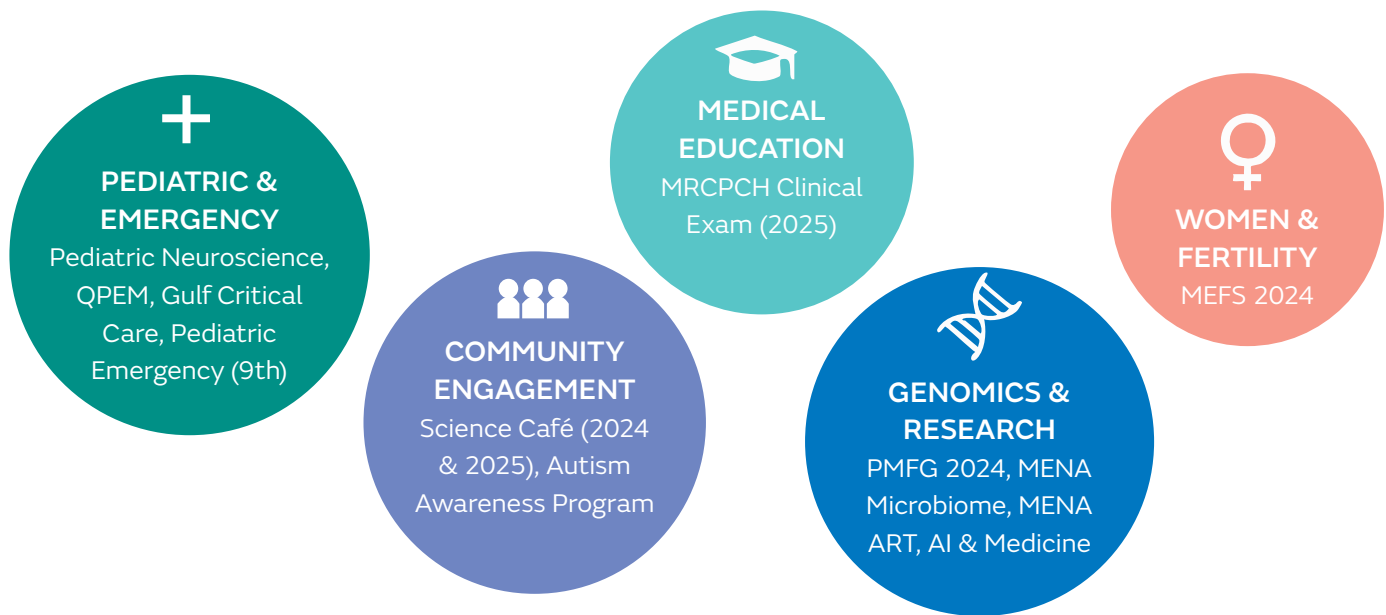 PEDIATRIC &
EMERGENCY
Pediatric Neuroscience,
QPEM, Gulf Critical
Care, Pediatric
Emergency (9th)
COMMUNITY
ENGAGEMENT
Science Café (2024
& 2025), Autism
Awareness Program
MEDICAL
EDUCATION
MRCPCH Clinical
Exam (2025)
GENOMICS &
RESEARCH
PMFG 2024, MENA
Microbiome, MENA
ART, AI & Medicine
WOMEN &
FERTILITY
MEFS 2024